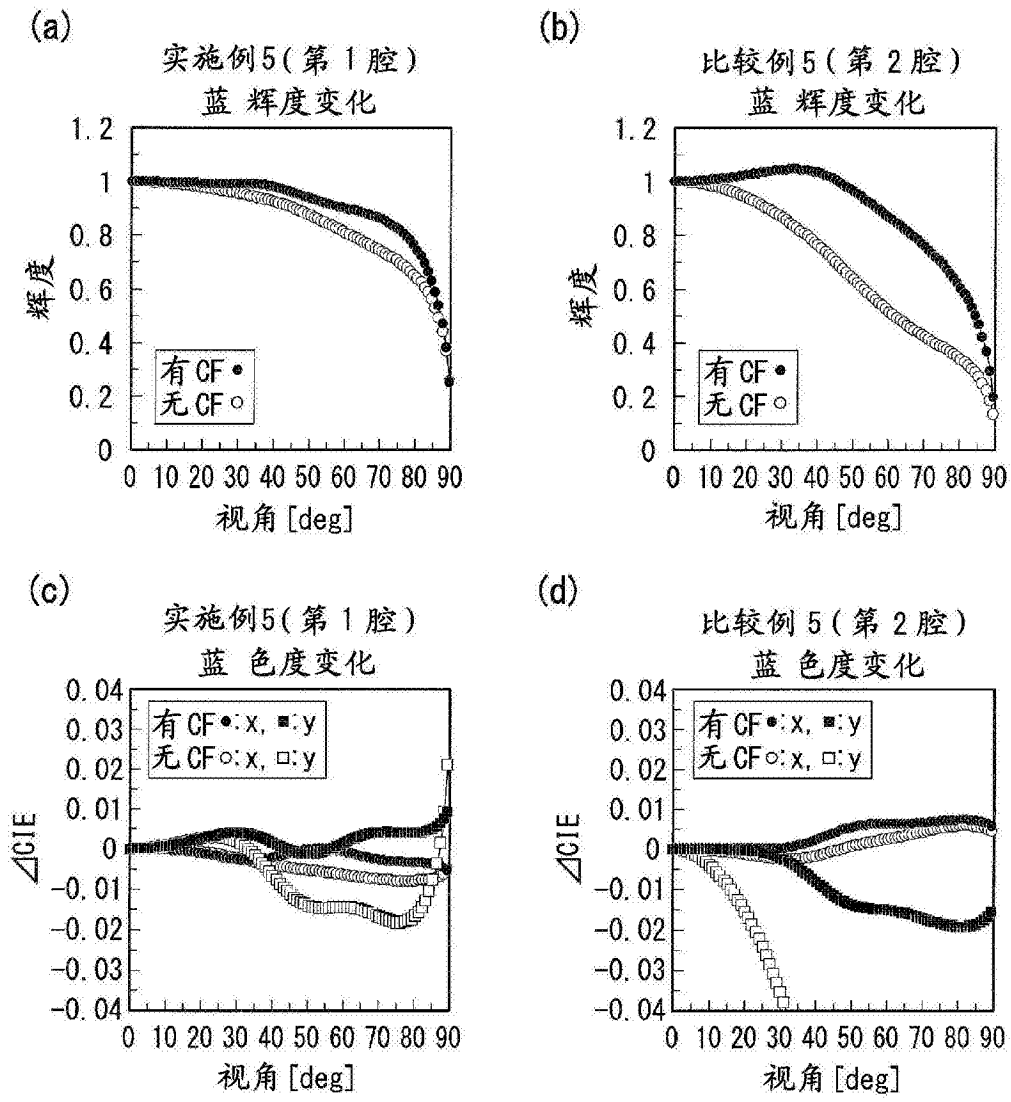 (a)
实施例5(第1腔)
蓝 辉度变化
1.2
1
0.8
0.6
0.4
0.2
0
辉度
有CF●
无CF○
0 10 20 30 40 50 60 70 80 90
视角[deg]
(b)
比较例5(第2腔)
蓝 辉度变化
1.2
1
0.8
0.6
0.4
0.2
0
辉度
有CF●
无CF○
0 10 20 30 40 50 60 70 80 90
视角[deg]
(c)
实施例5(第1腔)
蓝 色度变化
0.04
0.03
0.02
0.01
0
-0.01
-0.02
-0.03
-0.04
⊿CIE
有CF●:x, ■:y
无CF○:x, □:y
0 10 20 30 40 50 60 70 80 90
视角[deg]
(d)
比较例5(第2腔)
蓝 色度变化
0.04
0.03
0.02
0.01
0
-0.01
-0.02
-0.03
-0.04
⊿CIE
有CF●:x, ■:y
无CF○:x, □:y
0 10 20 30 40 50 60 70 80 90
视角[deg]